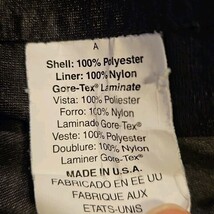 A
Shell: 100% Polyester
Liner: 100% Nylon
Gore-Tex® Laminate
Vista: 100% Poliester
Forro: 100% Nylon
Laminado Gore-Tex®
Veste: 100% Polyester
Doublure: 100% Nylon
Laminer Gore-Tex®
MADE IN U.S.A.
FABRICADO EN EE UU
FABRIQUE AUX
ETATS-UNIS